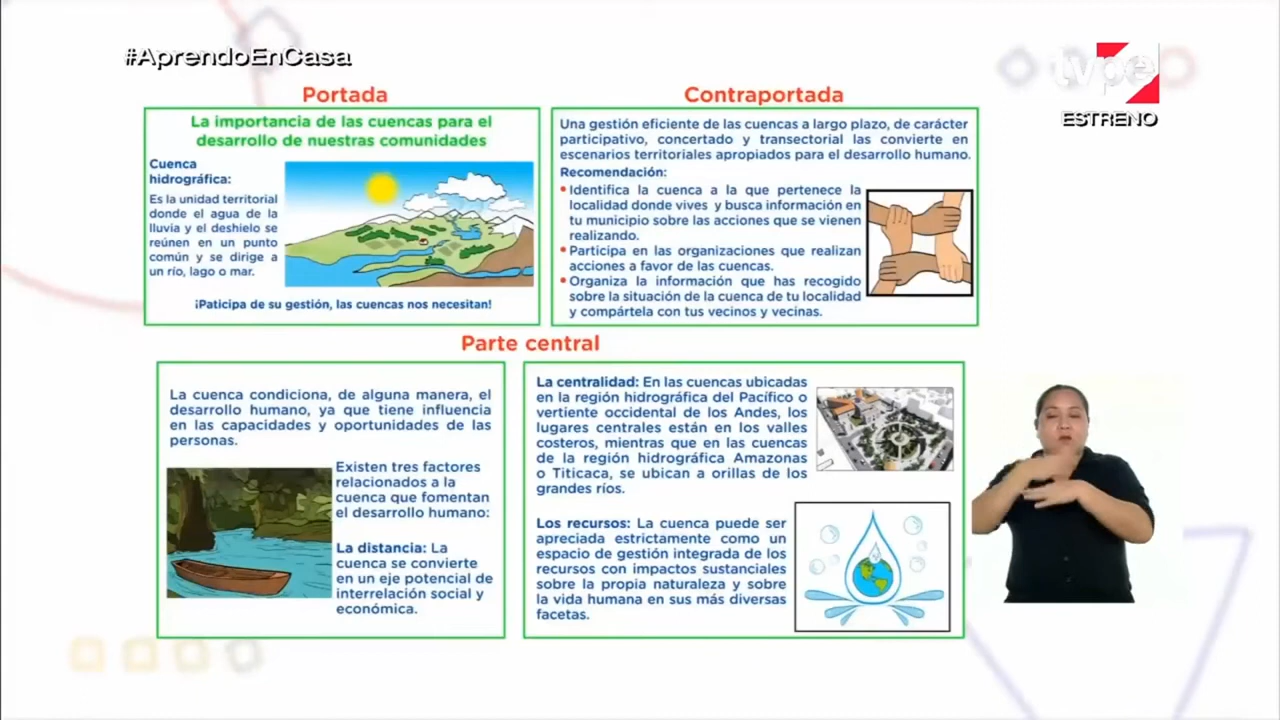 #AprendoEnCasa
tvpe
ESTRENO
Portada
La importancia de las cuencas para el
desarrollo de nuestras comunidades
Cuenca
hidrográfica:
Es la unidad territorial
donde el agua de la
lluvia y el deshielo se
reúnen en un punto
común y se dirige a
un río, lago o mar.
¡Paticipa de su gestión, las cuencas nos necesitan!
Contraportada
Una gestión eficiente de las cuencas a largo plazo, de carácter
participativo, concertado y transectorial las convierte en
escenarios territoriales apropiados para el desarrollo humano.
Recomendación:
• Identifica la cuenca a la que pertenece la
localidad donde vives y busca información en
tu municipio sobre las acciones que se vienen
realizando.
• Participa en las organizaciones que realizan
acciones a favor de las cuencas.
• Organiza la información que has recogido
sobre la situación de la cuenca de tu localidad
y compártela con tus vecinos y vecinas.
Parte central
La cuenca condiciona, de alguna manera, el
desarrollo humano, ya que tiene influencia
en las capacidades y oportunidades de las
personas.
Existen tres factores
relacionados a la
cuenca que fomentan
el desarrollo humano:
La distancia: La
cuenca se convierte
en un eje potencial de
interrelación social y
económica.
La centralidad: En las cuencas ubicadas
en la región hidrográfica del Pacífico o
vertiente occidental de los Andes, los
lugares centrales están en los valles
costeros, mientras que en las cuencas
de la región hidrográfica Amazonas
o Titicaca, se ubican a orillas de los
grandes ríos.
Los recursos: La cuenca puede ser
apreciada estrictamente como un
espacio de gestión integrada de los
recursos con impactos sustanciales
sobre la propia naturaleza y sobre
la vida humana en sus más diversas
facetas.